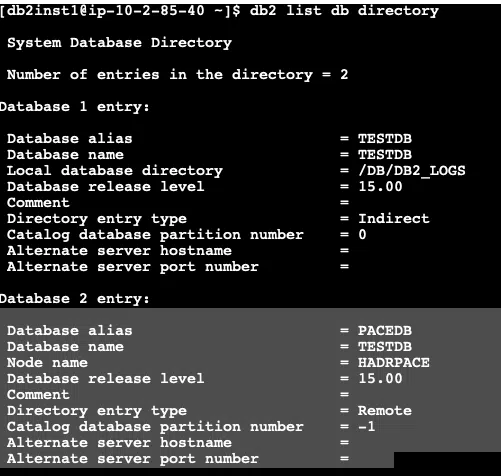 [db2inst1@ip-10-2-85-40 ~]$ db2 list db directory
System Database Directory
Number of entries in the directory = 2
Database 1 entry:
Database alias = TESTDB
Database name = TESTDB
Local database directory = /DB/DB2_LOGS
Database release level = 15.00
Comment =
Directory entry type = Indirect
Catalog database partition number = 0
Alternate server hostname =
Alternate server port number =
Database 2 entry:
Database alias = PACEDB
Database name = TESTDB
Node name = HADRPACE
Database release level = 15.00
Comment =
Directory entry type = Remote
Catalog database partition number = -1
Alternate server hostname =
Alternate server port number =